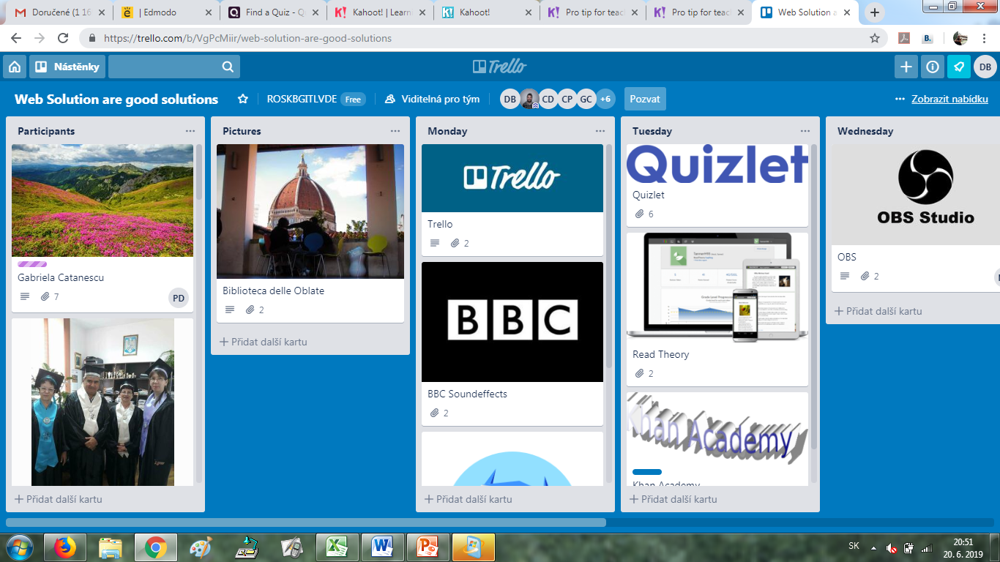 Doručené (1 16
| Edmodo
Find a Quiz - Q
Kahoot! | Learn
Kahoot!
Pro tip for teac
Pro tip for teac
Web Solution a
https://trello.com/b/VgPcMiir/web-solution-are-good-solutions
Nástěnky
Trello
DB
Web Solution are good solutions
ROSKBGITLVDE Free
Viditelná pro tým
DB CD CP GC +6
Pozvat
Zobrazit nabídku
Participants
Gabriela Catanescu
7
PD
Přidat další kartu
Pictures
Biblioteca delle Oblate
2
Přidat další kartu
Monday
Trello
Trello
2
BBC
BBC Soundeffects
2
Přidat další kartu
Tuesday
Quizlet
Quizlet
6
Read Theory
2
Khan Academy
Khan Academy
Přidat další kartu
Wednesday
OBS Studio
OBS
2
Přidat další kartu
SK
20:51
20. 6. 2019